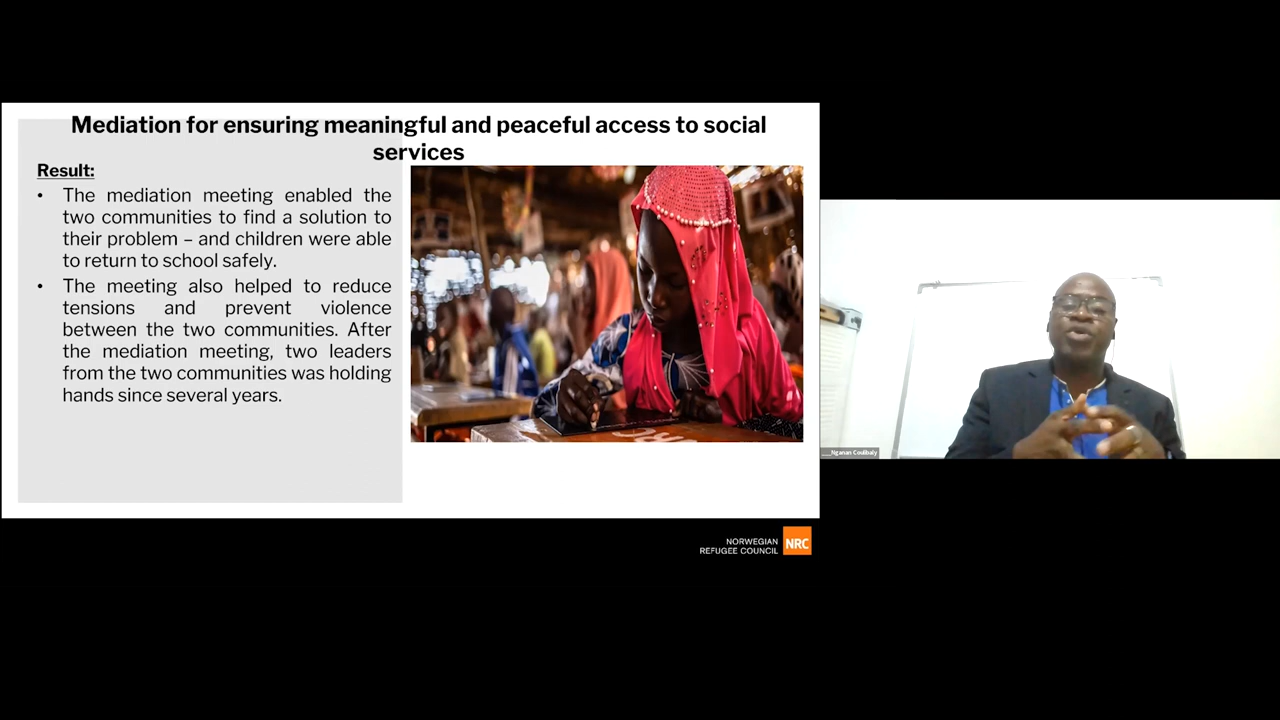 Mediation for ensuring meaningful and peaceful access to social
services
Result:
• The mediation meeting enabled the
two communities to find a solution to
their problem – and children were able
to return to school safely.
• The meeting also helped to reduce
tensions and prevent violence
between the two communities. After
the mediation meeting, two leaders
from the two communities was holding
hands since several years.
___Nganan Coulibaly
NORWEGIAN
REFUGEE COUNCIL
NRC